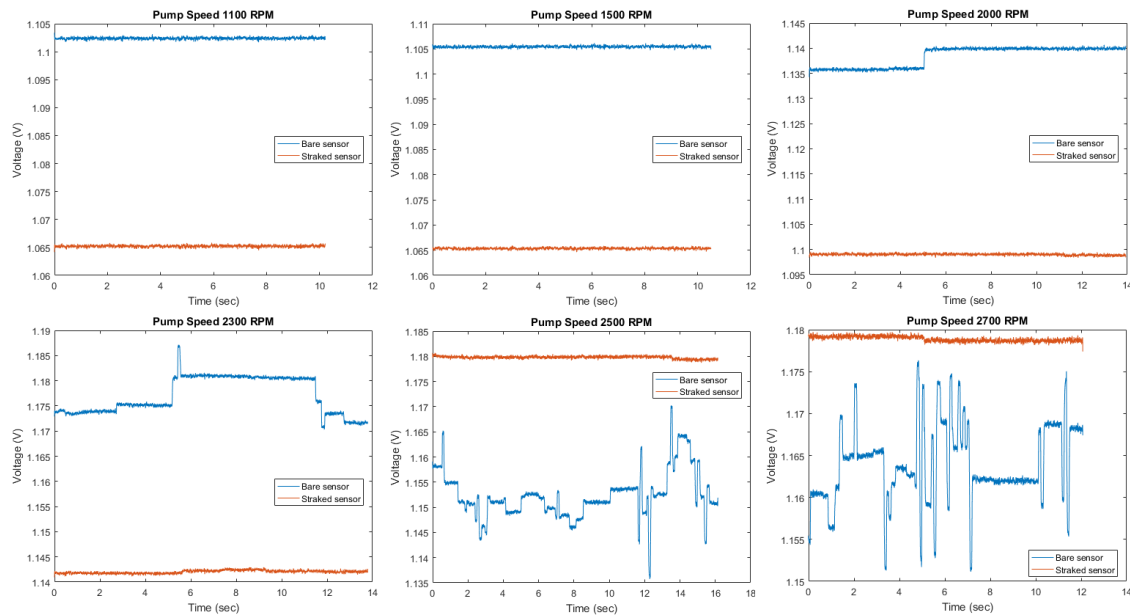 Pump Speed 1100 RPM
1.105
1.1
1.095
1.09
1.085
1.08
1.075
1.07
1.065
1.06
Voltage (V)
Bare sensor
Straked sensor
0 2 4 6 8 10 12
Time (sec)
Pump Speed 1500 RPM
1.11
1.105
1.1
1.095
1.09
1.085
1.08
1.075
1.07
1.065
1.06
Voltage (V)
Bare sensor
Straked sensor
0 2 4 6 8 10 12
Time (sec)
Pump Speed 2000 RPM
1.145
1.14
1.135
1.13
1.125
1.12
1.115
1.11
1.105
1.1
1.095
Voltage (V)
Bare sensor
Straked sensor
0 2 4 6 8 10 12 14
Time (sec)
Pump Speed 2300 RPM
1.19
1.185
1.18
1.175
1.17
1.165
1.16
1.155
1.15
1.145
1.14
Voltage (V)
Bare sensor
Straked sensor
0 2 4 6 8 10 12 14
Time (sec)
Pump Speed 2500 RPM
1.185
1.18
1.175
1.17
1.165
1.16
1.155
1.15
1.145
1.14
1.135
Voltage (V)
Bare sensor
Straked sensor
0 2 4 6 8 10 12 14 16 18
Time (sec)
Pump Speed 2700 RPM
1.18
1.175
1.17
1.165
1.16
1.155
1.15
Voltage (V)
Bare sensor
Straked sensor
0 2 4 6 8 10 12 14
Time (sec)